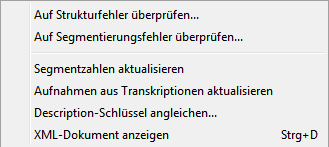 Auf Strukturfehler überprüfen...
Auf Segmentierungsfehler überprüfen...
Segmentzahlen aktualisieren
Aufnahmen aus Transkriptionen aktualisieren
Description-Schlüssel angleichen...
XML-Dokument anzeigen Strg+D